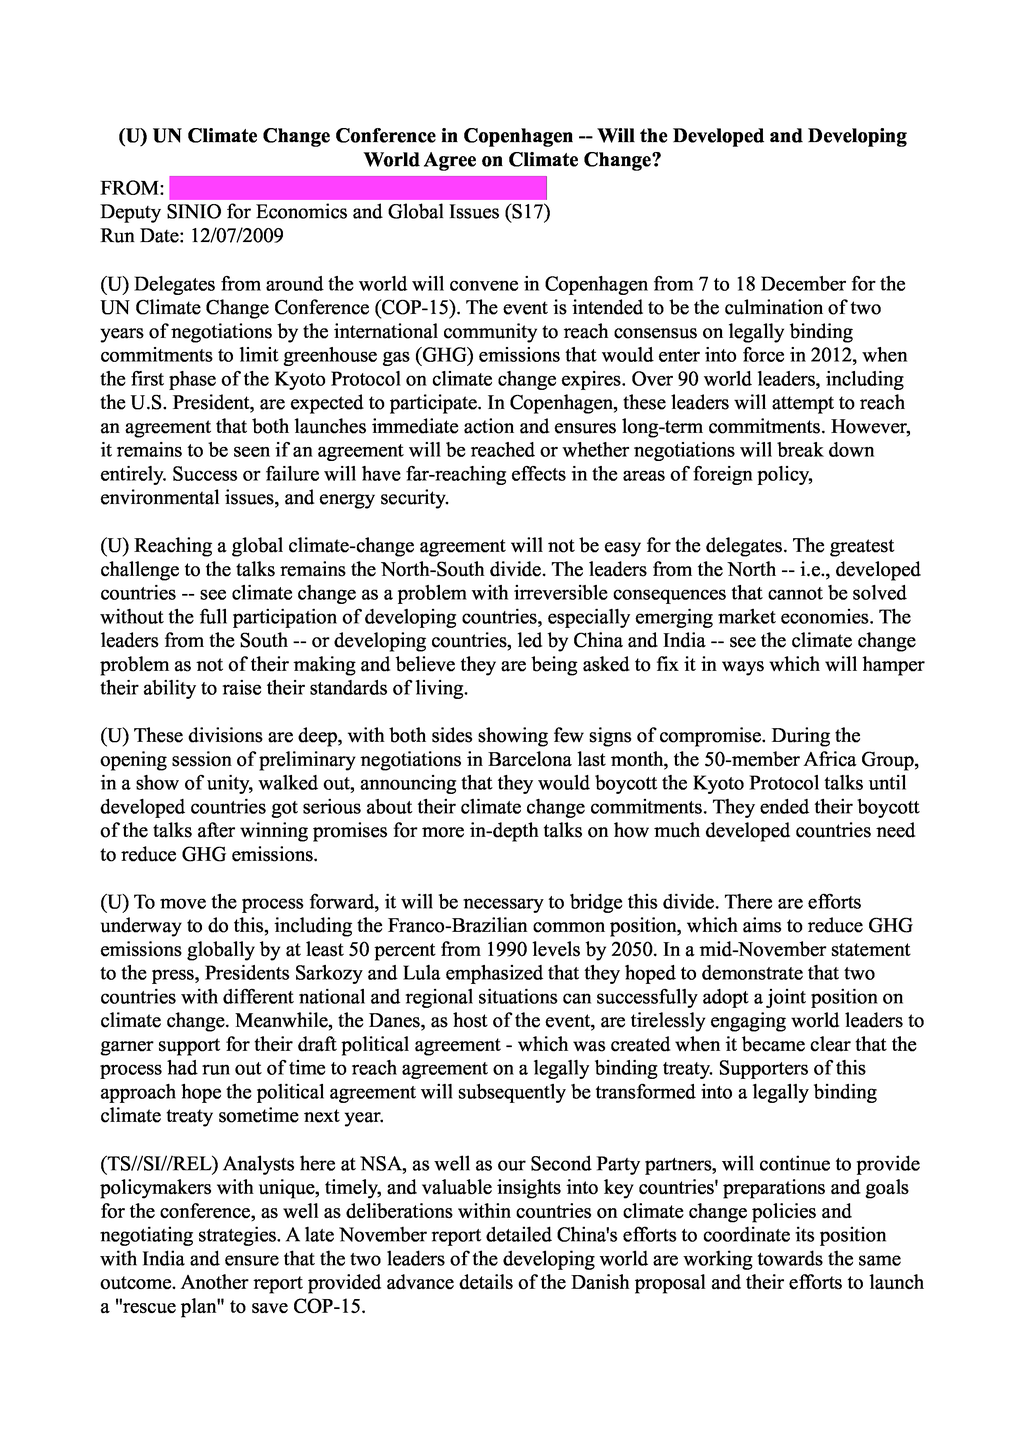 (U) UN Climate Change Conference in Copenhagen -- Will the Developed and Developing
World Agree on Climate Change?
FROM:
Deputy SINIO for Economics and Global Issues (S17)
Run Date: 12/07/2009
(U) Delegates from around the world will convene in Copenhagen from 7 to 18 December for the
UN Climate Change Conference (COP-15). The event is intended to be the culmination of two
years of negotiations by the international community to reach consensus on legally binding
commitments to limit greenhouse gas (GHG) emissions that would enter into force in 2012, when
the first phase of the Kyoto Protocol on climate change expires. Over 90 world leaders, including
the U.S. President, are expected to participate. In Copenhagen, these leaders will attempt to reach
an agreement that both launches immediate action and ensures long-term commitments. However,
it remains to be seen if an agreement will be reached or whether negotiations will break down
entirely. Success or failure will have far-reaching effects in the areas of foreign policy,
environmental issues, and energy security.
(U) Reaching a global climate-change agreement will not be easy for the delegates. The greatest
challenge to the talks remains the North-South divide. The leaders from the North -- i.e., developed
countries -- see climate change as a problem with irreversible consequences that cannot be solved
without the full participation of developing countries, especially emerging market economies. The
leaders from the South -- or developing countries, led by China and India -- see the climate change
problem as not of their making and believe they are being asked to fix it in ways which will hamper
their ability to raise their standards of living.
(U) These divisions are deep, with both sides showing few signs of compromise. During the
opening session of preliminary negotiations in Barcelona last month, the 50-member Africa Group,
in a show of unity, walked out, announcing that they would boycott the Kyoto Protocol talks until
developed countries got serious about their climate change commitments. They ended their boycott
of the talks after winning promises for more in-depth talks on how much developed countries need
to reduce GHG emissions.
(U) To move the process forward, it will be necessary to bridge this divide. There are efforts
underway to do this, including the Franco-Brazilian common position, which aims to reduce GHG
emissions globally by at least 50 percent from 1990 levels by 2050. In a mid-November statement
to the press, Presidents Sarkozy and Lula emphasized that they hoped to demonstrate that two
countries with different national and regional situations can successfully adopt a joint position on
climate change. Meanwhile, the Danes, as host of the event, are tirelessly engaging world leaders to
garner support for their draft political agreement - which was created when it became clear that the
process had run out of time to reach agreement on a legally binding treaty. Supporters of this
approach hope the political agreement will subsequently be transformed into a legally binding
climate treaty sometime next year.
(TS//SI//REL) Analysts here at NSA, as well as our Second Party partners, will continue to provide
policymakers with unique, timely, and valuable insights into key countries' preparations and goals
for the conference, as well as deliberations within countries on climate change policies and
negotiating strategies. A late November report detailed China's efforts to coordinate its position
with India and ensure that the two leaders of the developing world are working towards the same
outcome. Another report provided advance details of the Danish proposal and their efforts to launch
a "rescue plan" to save COP-15.